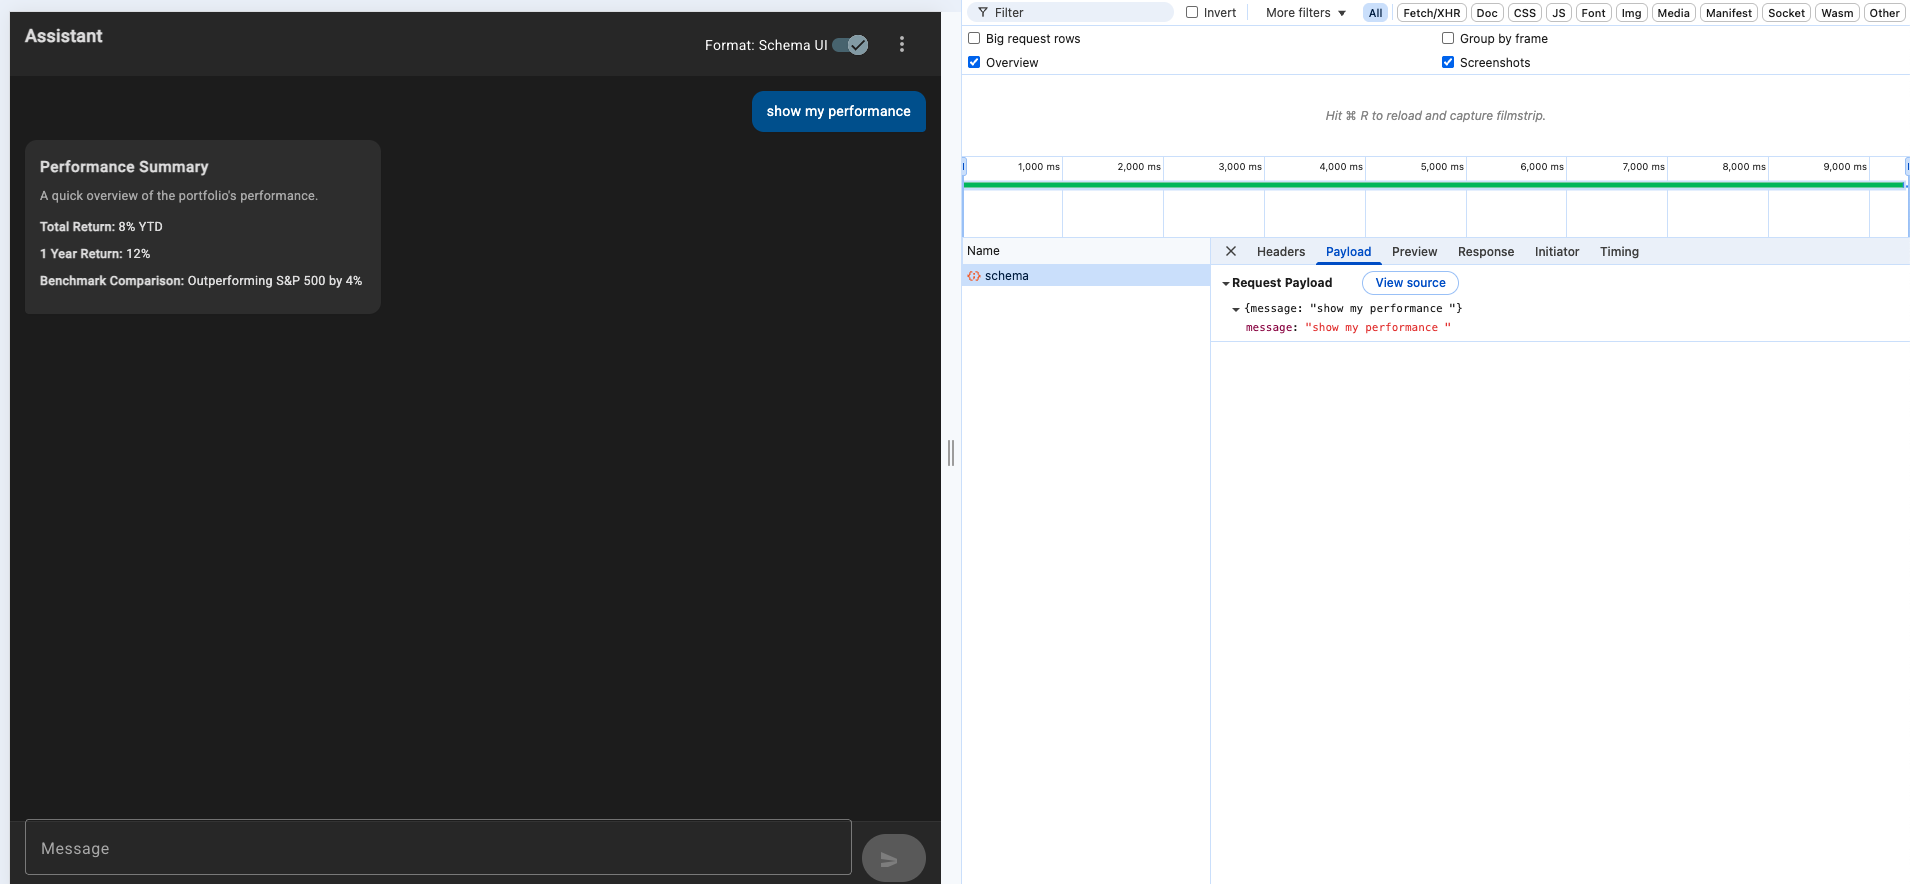 Assistant
Format: Schema UI
show my performance
Performance Summary
A quick overview of the portfolio's performance.
Total Return: 8% YTD
1 Year Return: 12%
Benchmark Comparison: Outperforming S&P 500 by 4%
Message
Filter
Invert
More filters
All
Fetch/XHR
Doc
CSS
JS
Font
Img
Media
Manifest
Socket
Wasm
Other
Big request rows
Group by frame
Overview
Screenshots
Hit ⌘ R to reload and capture filmstrip.
1,000 ms
2,000 ms
3,000 ms
4,000 ms
5,000 ms
6,000 ms
7,000 ms
8,000 ms
9,000 ms
Name
schema
Headers
Payload
Preview
Response
Initiator
Timing
Request Payload
View source
{message: "show my performance "}
message: "show my performance "